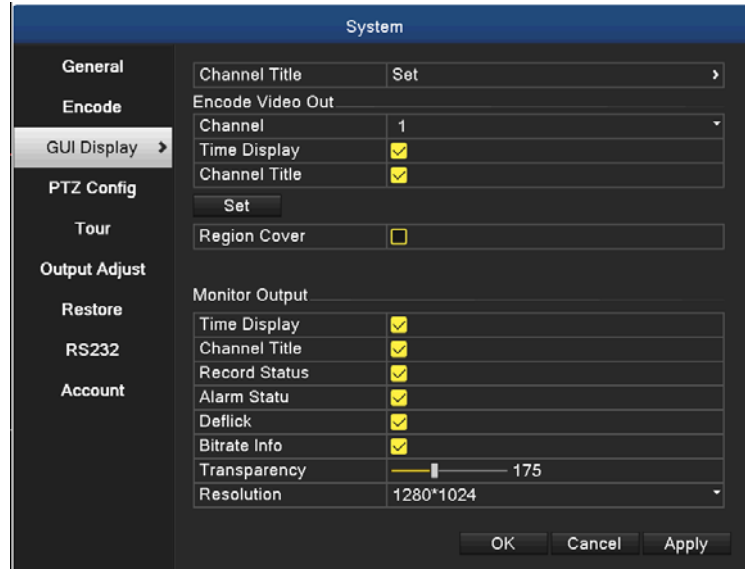 System
General
Encode
GUI Display
PTZ Config
Tour
Output Adjust
Restore
RS232
Account
Channel Title Set
Encode Video Out
Channel 1
Time Display
Channel Title
Set
Region Cover
Monitor Output
Time Display
Channel Title
Record Status
Alarm Statu
Deflick
Bitrate Info
Transparency 175
Resolution 1280*1024
OK Cancel Apply